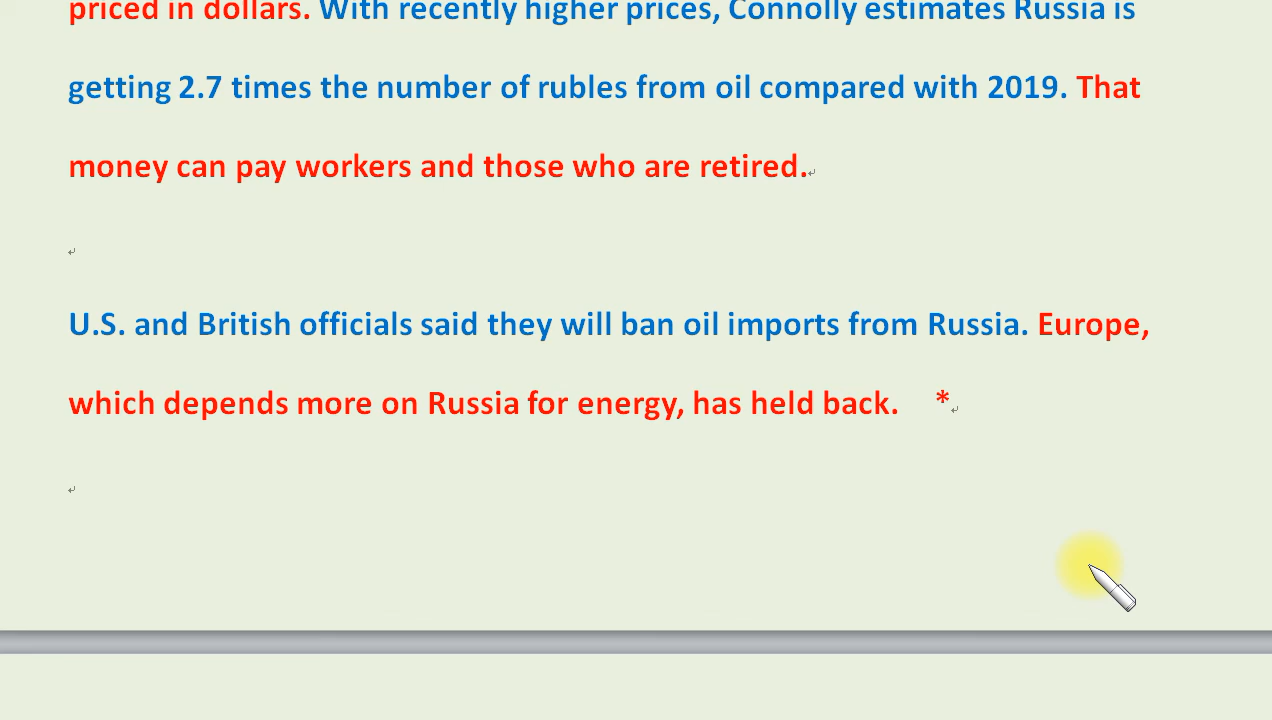 priced in dollars. With recently higher prices, Connolly estimates Russia is
getting 2.7 times the number of rubles from oil compared with 2019. That
money can pay workers and those who are retired.
U.S. and British officials said they will ban oil imports from Russia. Europe,
which depends more on Russia for energy, has held back. *